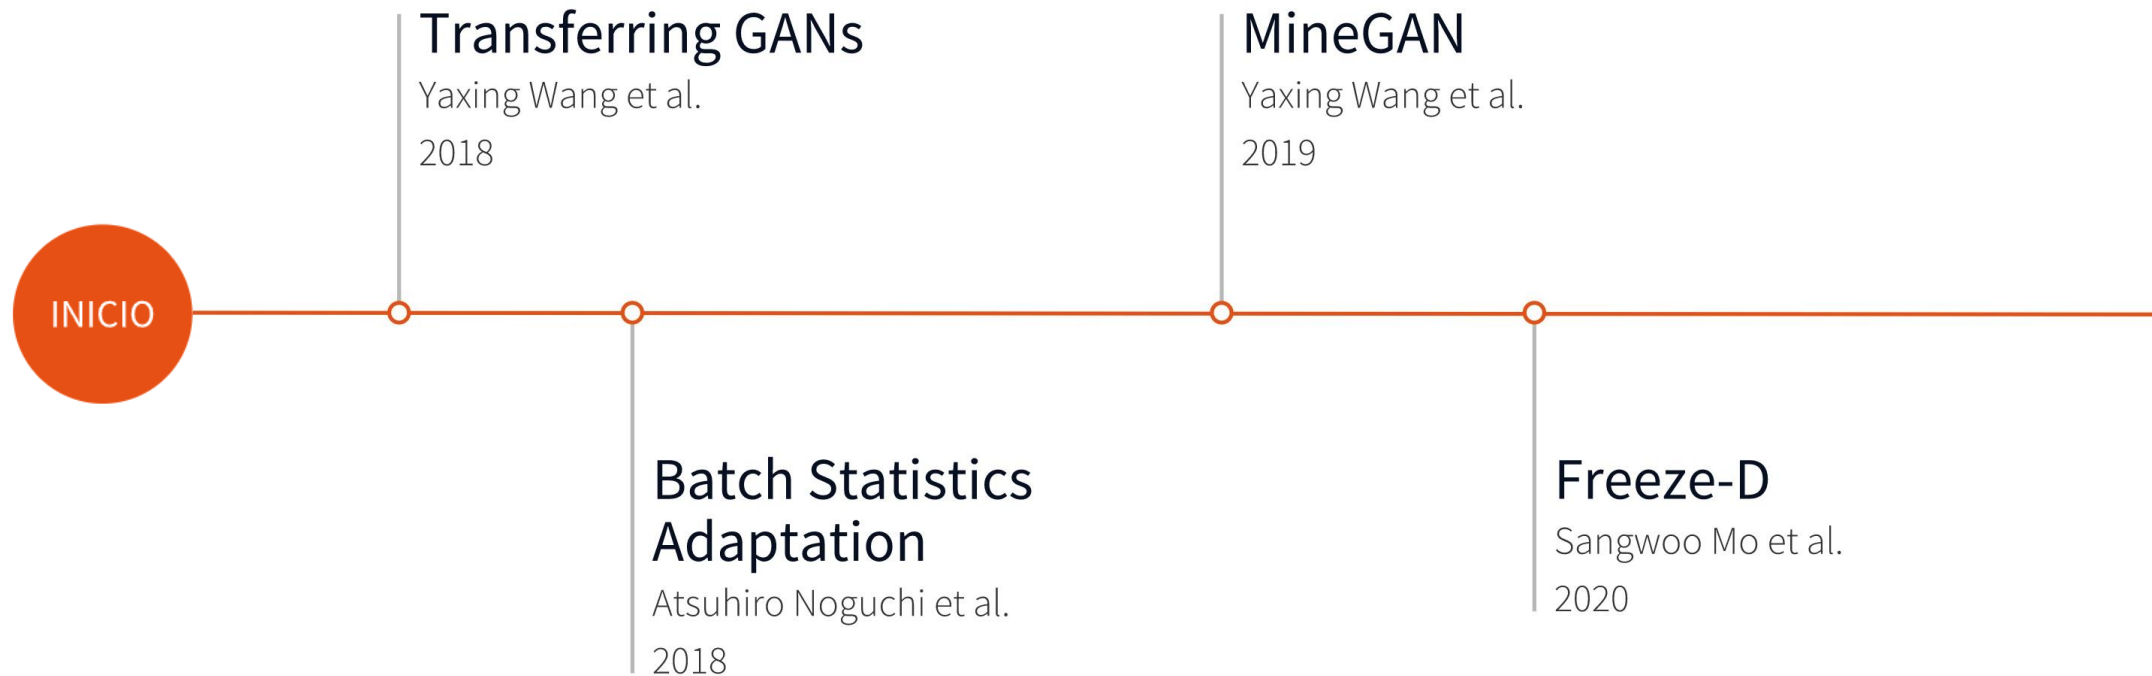 Transferring GANs
Yaxing Wang et al.
2018
MineGAN
Yaxing Wang et al.
2019
INICIO
Batch Statistics
Adaptation
Atsuhiro Noguchi et al.
2018
Freeze-D
Sangwoo Mo et al.
2020